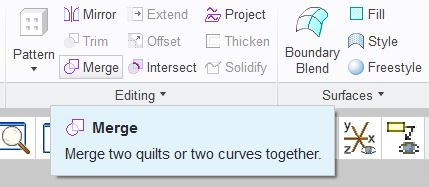 Mirror Extend Project Fill
Pattern Trim Offset Thicken Boundary Blend Style
Merge Intersect Solidify Freestyle
Editing Surfaces
Merge
Merge two quilts or two curves together.
y x
z